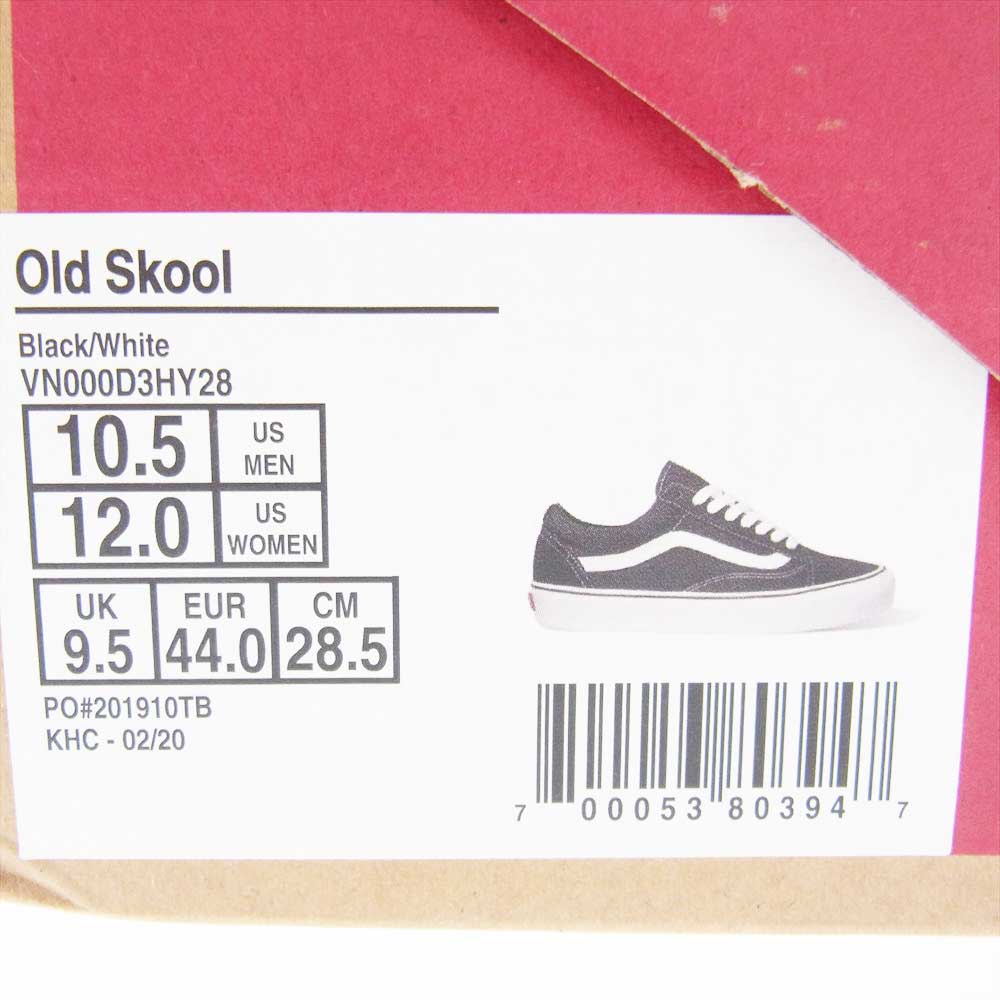 Old Skool
Black/White
VN000D3HY28
10.5 US MEN
12.0 US WOMEN
UK EUR CM
9.5 44.0 28.5
PO#201910TB
KHC - 02/20
7 00053 80394 7